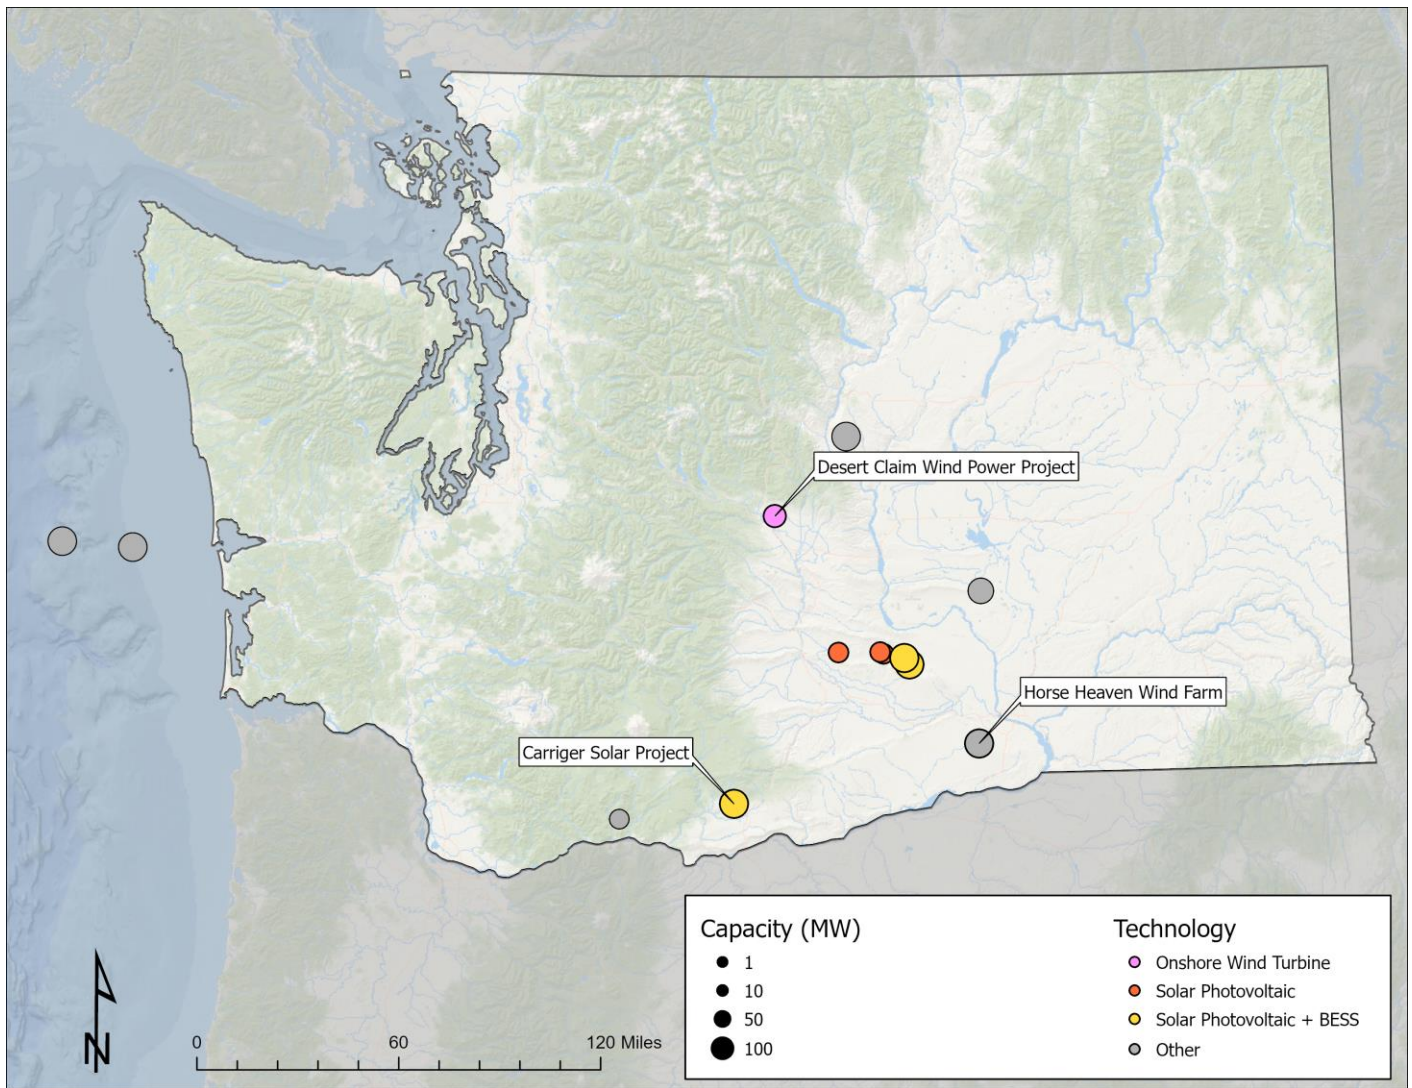 Desert Claim Wind Power Project
Horse Heaven Wind Farm
Carriger Solar Project
Capacity (MW)
1
10
50
100
Technology
Onshore Wind Turbine
Solar Photovoltaic
Solar Photovoltaic + BESS
Other
N
0 60 120 Miles